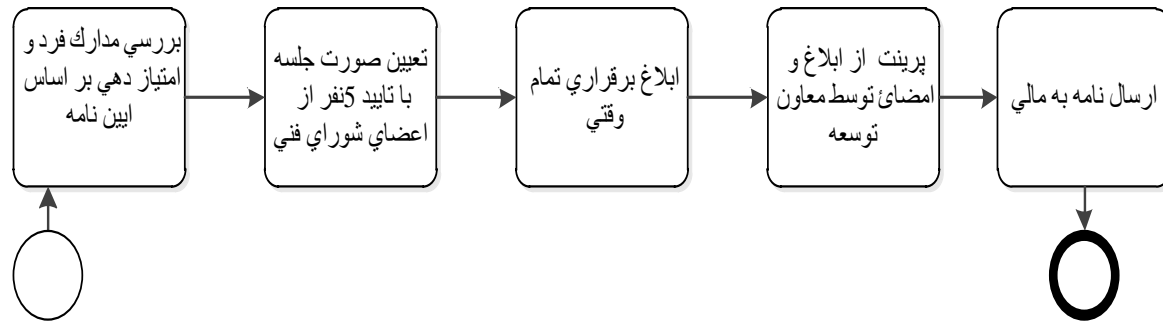 بررسي مدارك فرد و
امتياز دهي بر اساس
ايين نامه
تعيين صورت جلسه
با تاييد 5نفر از
اعضاي شوراي فني
ابلاغ برقراري تمام
وقتي
پرينت از ابلاغ و
امضائ توسط معاون
توسعه
ارسال نامه به مالي